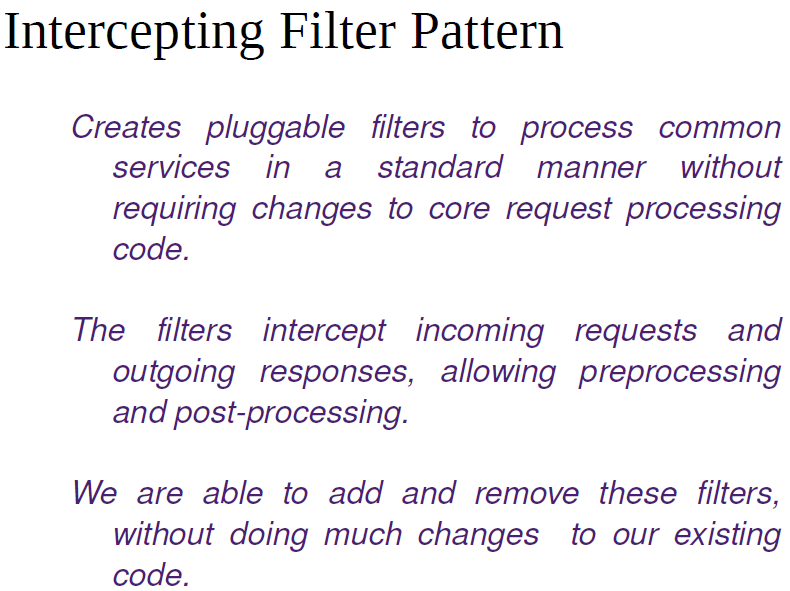 Intercepting Filter Pattern
Creates pluggable filters to process common
services in a standard manner without
requiring changes to core request processing
code.
The filters intercept incoming requests and
outgoing responses, allowing preprocessing
and post-processing.
We are able to add and remove these filters,
without doing much changes to our existing
code.